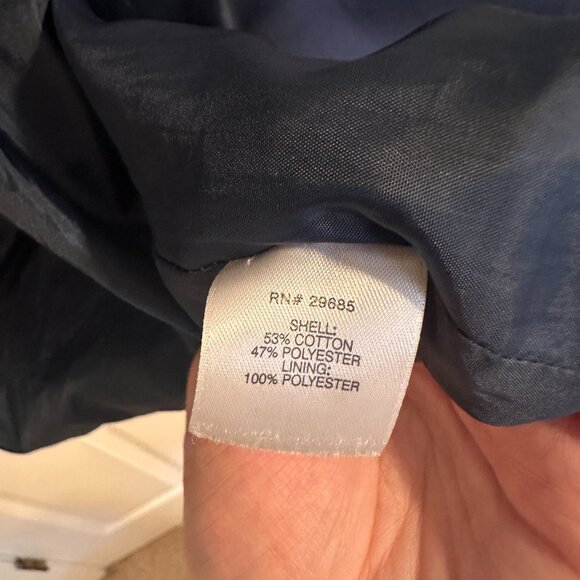 RN# 29685
SHELL:
53% COTTON
47% POLYESTER
LINING:
100% POLYESTER